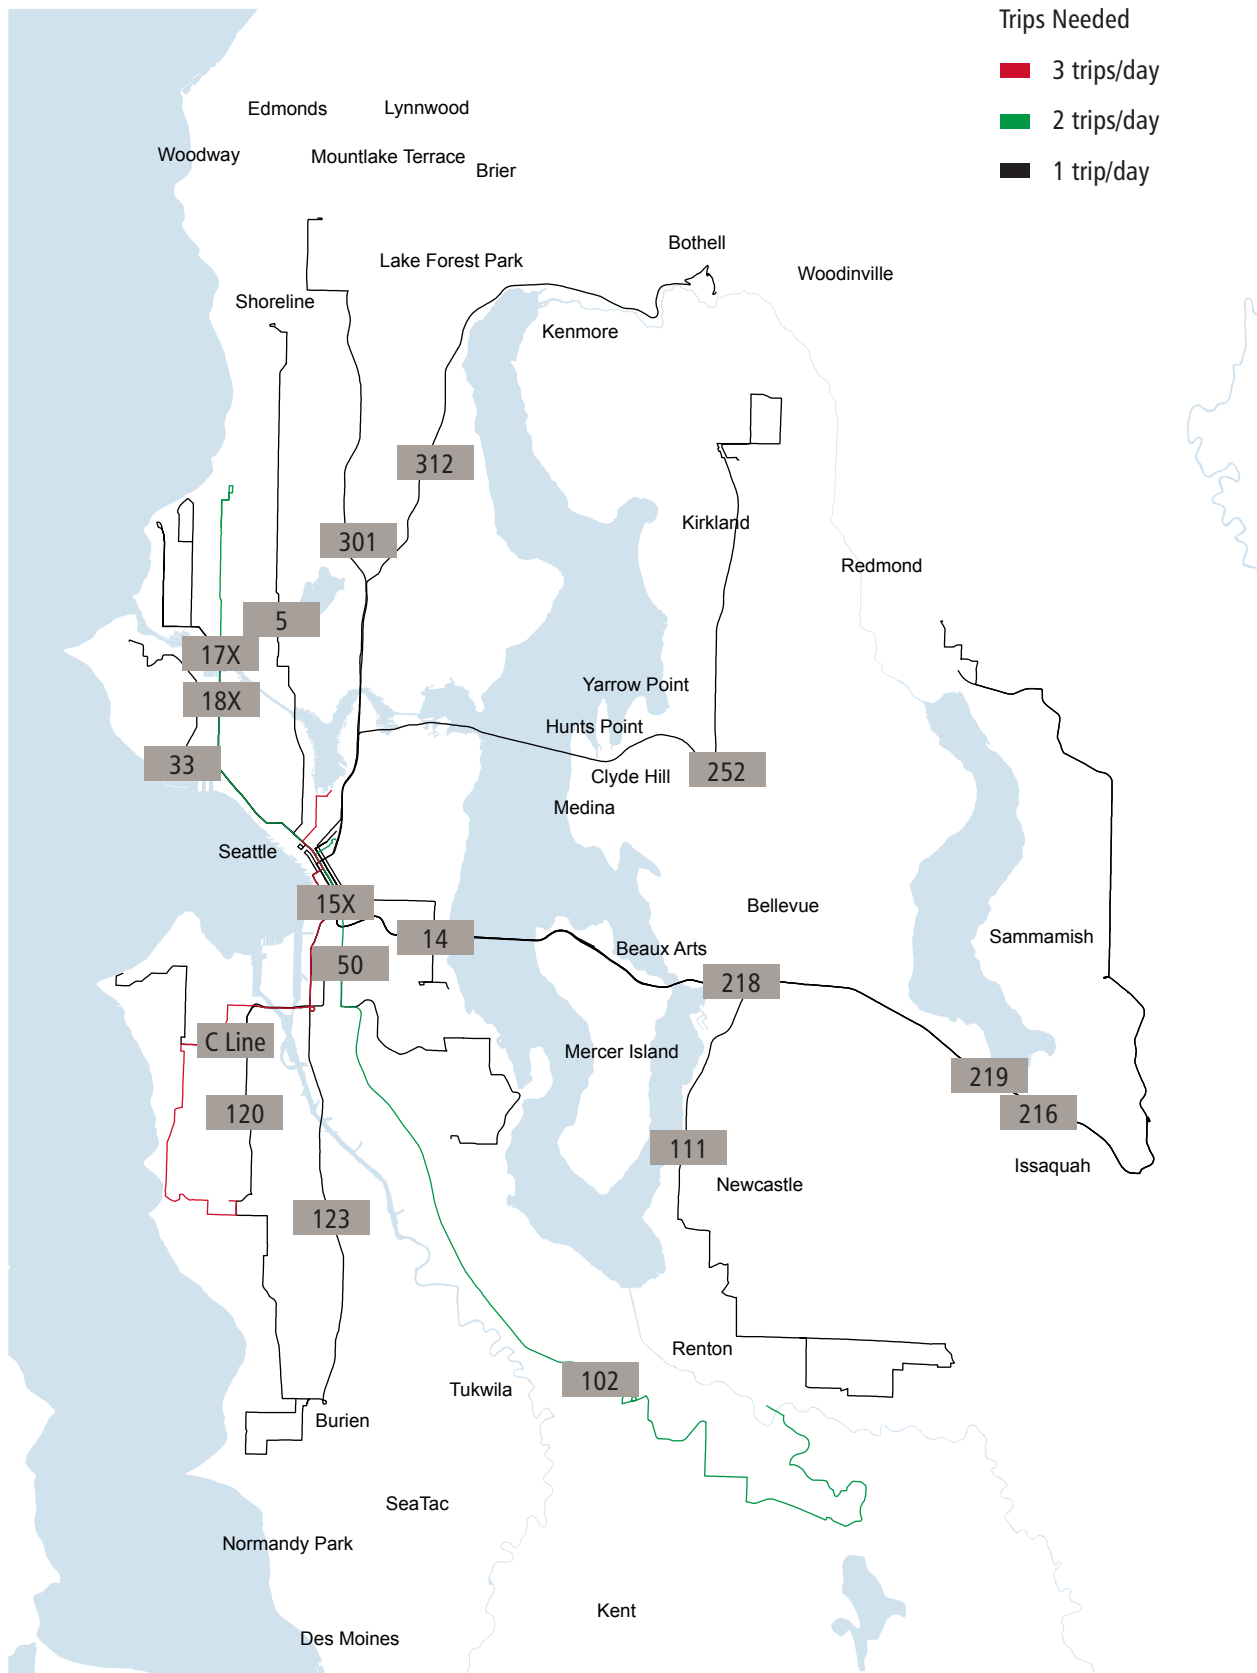 Trips Needed
3 trips/day
2 trips/day
1 trip/day
Edmonds
Lynnwood
Woodway
Mountlake Terrace
Brier
Bothell
Lake Forest Park
Woodinville
Shoreline
Kenmore
312
Kirkland
301
Redmond
5
17X
Yarrow Point
18X
Hunts Point
33
252
Clyde Hill
Medina
Seattle
15X
Bellevue
14
Sammamish
Beaux Arts
50
218
C Line
Mercer Island
219
120
216
111
Issaquah
Newcastle
123
Renton
102
Tukwila
Burien
SeaTac
Normandy Park
Kent
Des Moines